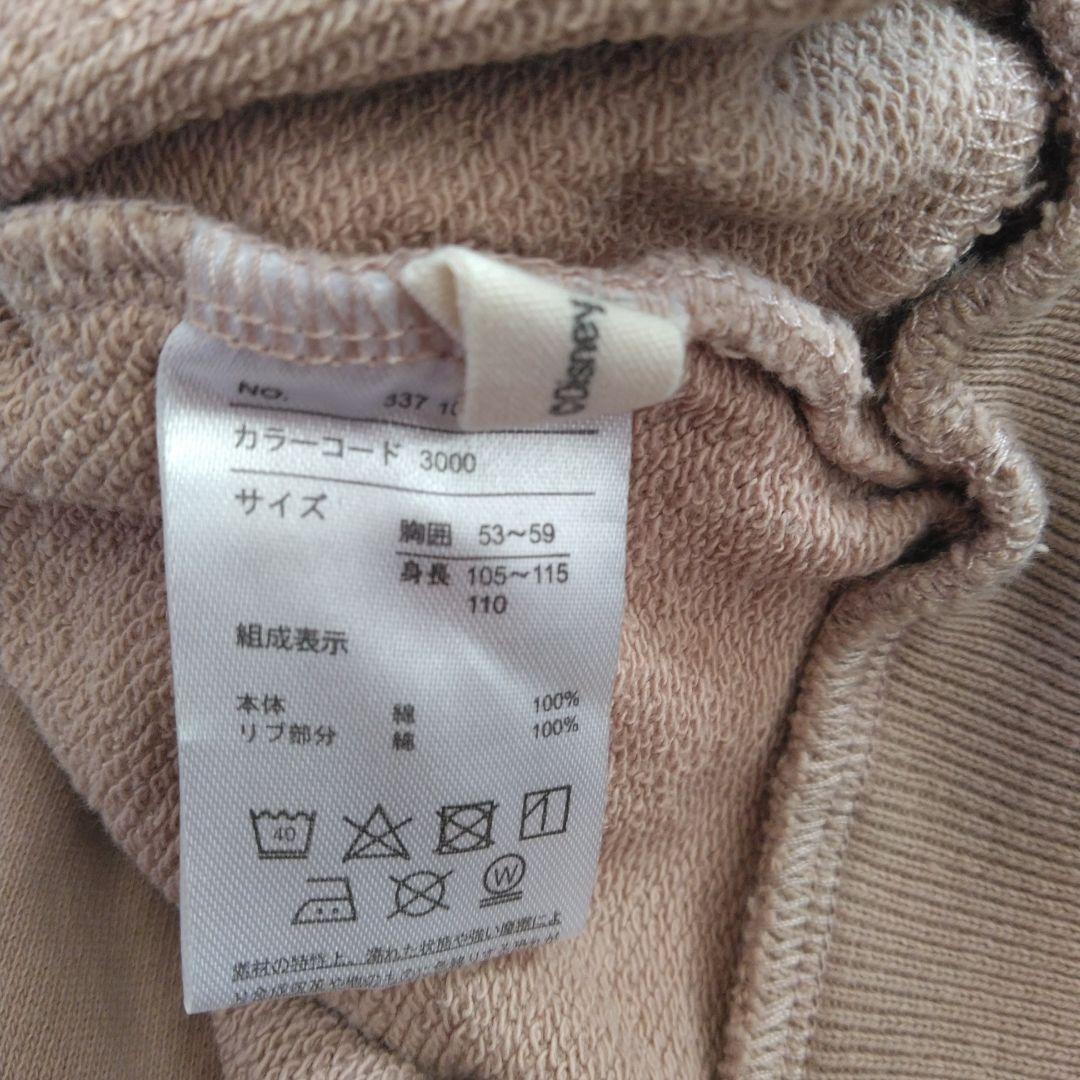 ©Disney
NO. 337 10
カラーコード 3000
サイズ
胸囲 53〜59
身長 105〜115
110
組成表示
本体 綿 100%
リブ部分 綿 100%
40
W
素材の特性上、濡れた状態や強い摩擦によ